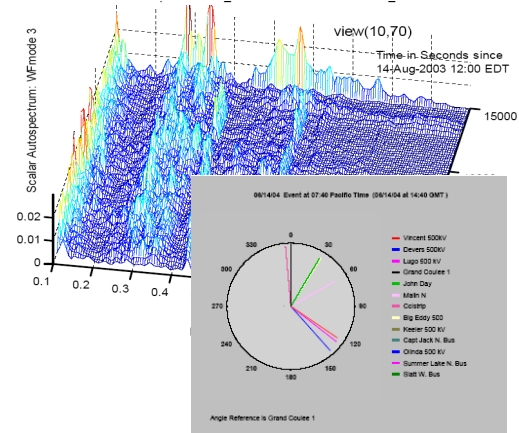 view(10,70)
Time in Seconds since
14-Aug-2003 12:00 EDT
Scalar Autospectrum: WFmode 3
15000
0.02
0.01
0
0.1
0.2
0.3
0.4
06/14/04 Event at 07:40 Pacific Time (06/14/04 at 14:40 GMT )
0
30
60
90
120
150
180
210
240
270
300
330
Vincent 500kV
Devers 500kV
Lugo 500 kV
Grand Coulee 1
John Day
Malin N
Colstrip
Big Eddy 500
Keeler 500 kV
Capt Jack N. Bus
Olinda 500 kV
Summer Lake N. Bus
Slatt W. Bus
Angle Reference is Grand Coulee 1